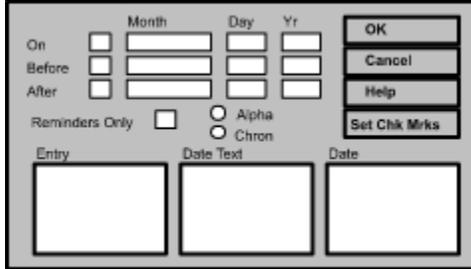 Month Day Yr
On
Before
After
Reminders Only
Alpha
Chron
OK
Cancel
Help
Set Chk Mrks
Entry Date Text Date